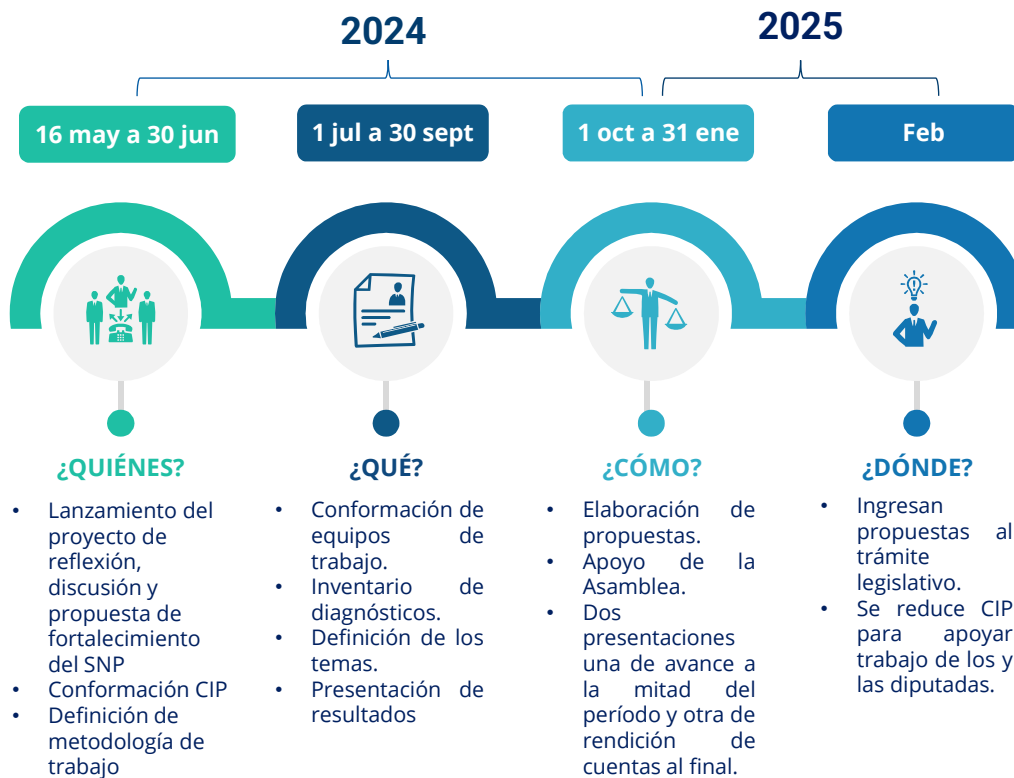 2024
2025
16 may a 30 jun
1 jul a 30 sept
1 oct a 31 ene
Feb
¿QUIÉNES?
• Lanzamiento del
proyecto de
reflexión,
discusión y
propuesta de
fortalecimiento
del SNP
• Conformación CIP
• Definición de
metodología de
trabajo
¿QUÉ?
• Conformación de
equipos de
trabajo.
• Inventario de
diagnósticos.
• Definición de los
temas.
• Presentación de
resultados
¿CÓMO?
• Elaboración de
propuestas.
• Apoyo de la
Asamblea.
• Dos
presentaciones
una de avance a
la mitad del
período y otra de
rendición de
cuentas al final.
¿DÓNDE?
• Ingresan
propuestas al
trámite
legislativo.
• Se reduce CIP
para apoyar
trabajo de los y
las diputadas.